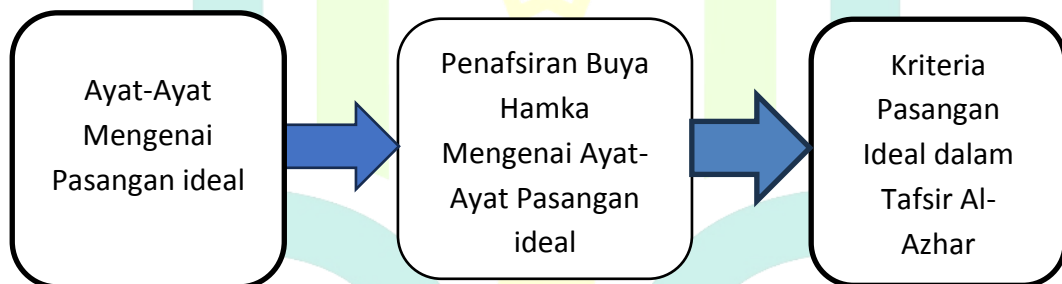 Ayat-Ayat
Mengenai
Pasangan ideal
Penafsiran Buya
Hamka
Mengenai Ayat-
Ayat Pasangan
ideal
Kriteria
Pasangan
Ideal dalam
Tafsir Al-
Azhar